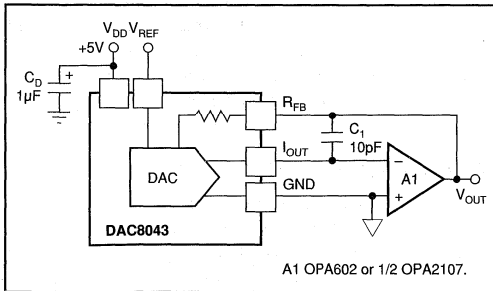 V_DD V_REF
+5V
C_D
+
1µF
R_FB
C_1
10pF
I_OUT
DAC
GND
−
+
A1
V_OUT
DAC8043
A1 OPA602 or 1/2 OPA2107.